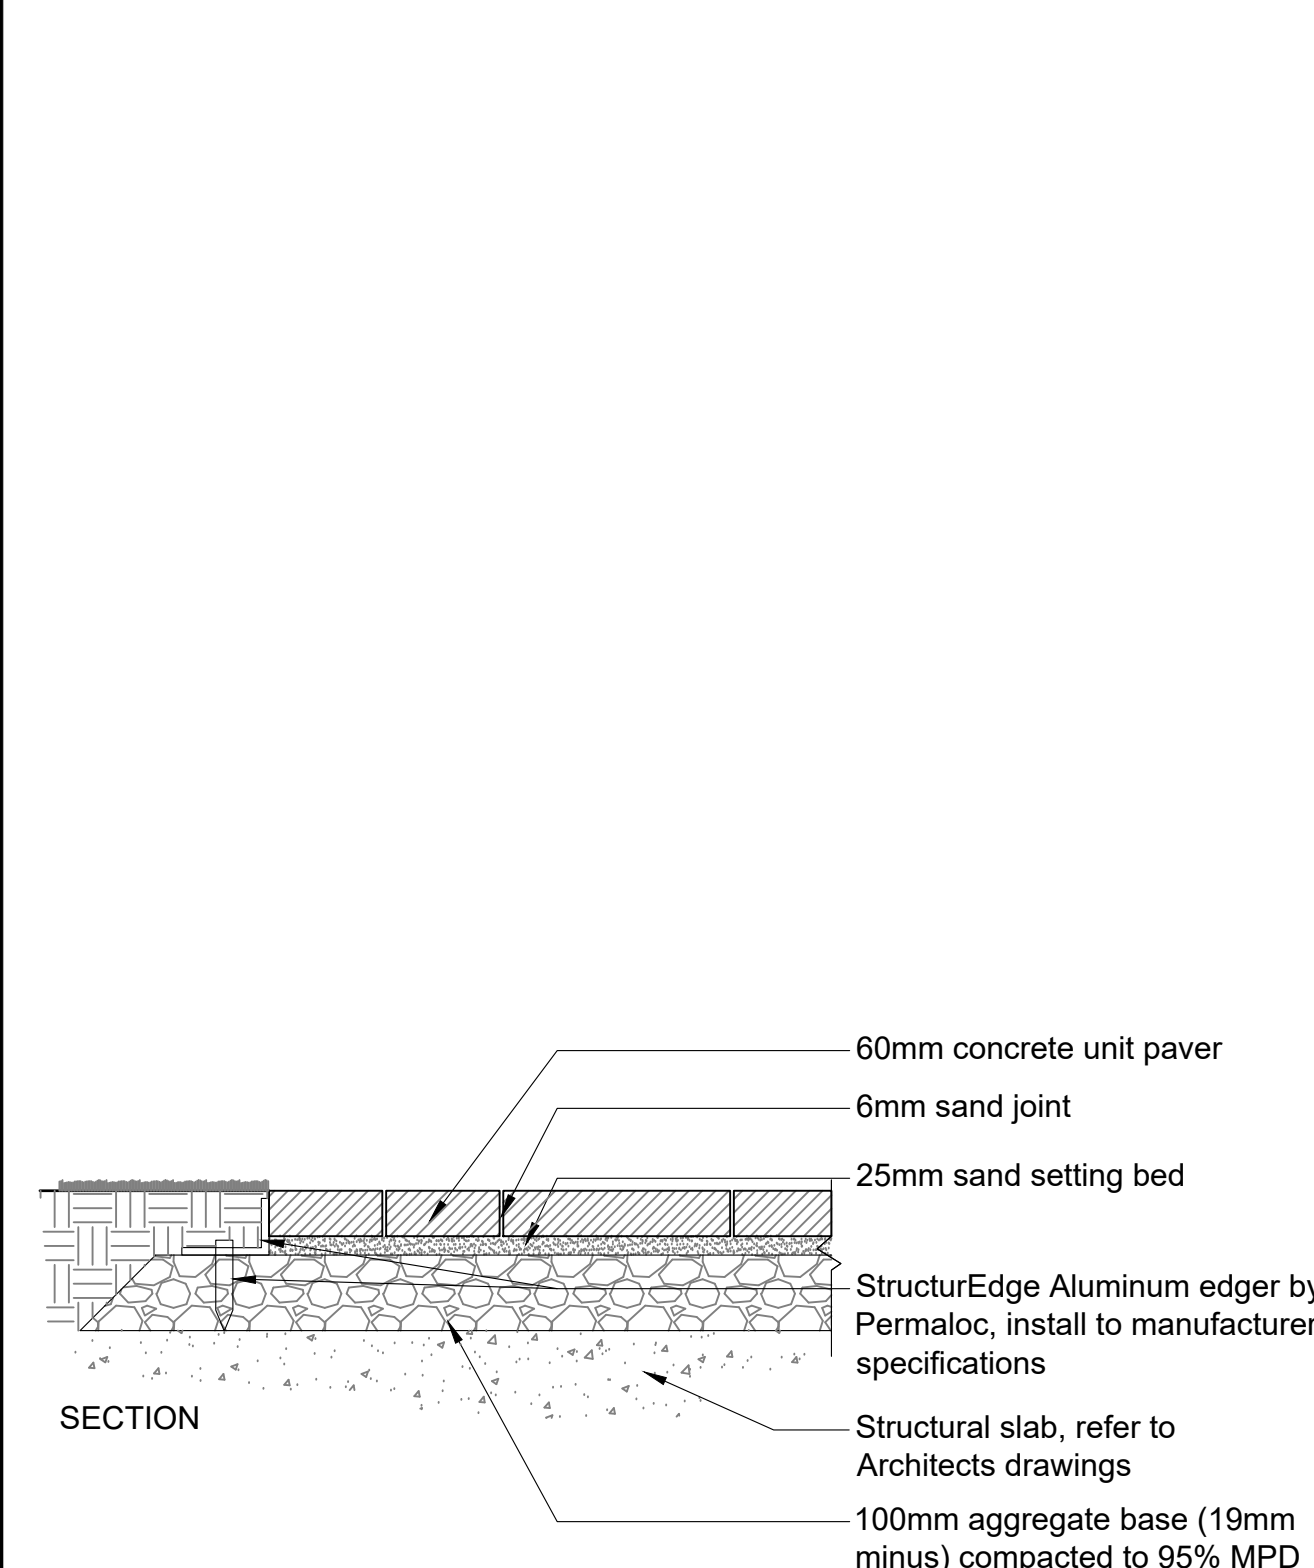 60mm concrete unit paver
6mm sand joint
25mm sand setting bed
StructurEdge Aluminum edger by
Permaloc, install to manufacturer
specifications
SECTION
Structural slab, refer to
Architects drawings
100mm aggregate base (19mm
minus) compacted to 95% MPD